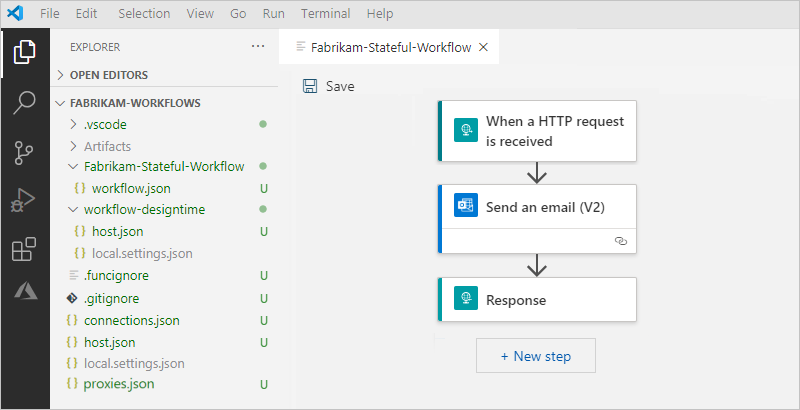 File Edit Selection View Go Run Terminal Help
EXPLORER ...
OPEN EDITORS
FABRIKAM-WORKFLOWS
.vscode
Artifacts
Fabrikam-Stateful-Workflow
{ } workflow.json U
workflow-designtime
{ } host.json U
{ } local.settings.json
.funcignore U
.gitignore U
{ } connections.json U
{ } host.json U
{ } local.settings.json
{ } proxies.json U
Fabrikam-Stateful-Workflow
Save
When a HTTP request
is received
Send an email (V2)
Response
+ New step